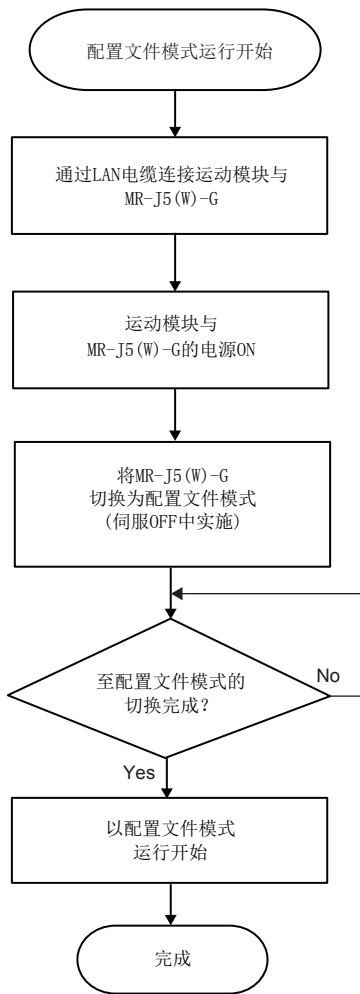 配置文件模式运行开始
通过LAN电缆连接运动模块与
MR-J5(W)-G
运动模块与
MR-J5(W)-G的电源ON
将MR-J5(W)-G
切换为配置文件模式
(伺服OFF中实施)
至配置文件模式的
切换完成?
No
Yes
以配置文件模式
运行开始
完成